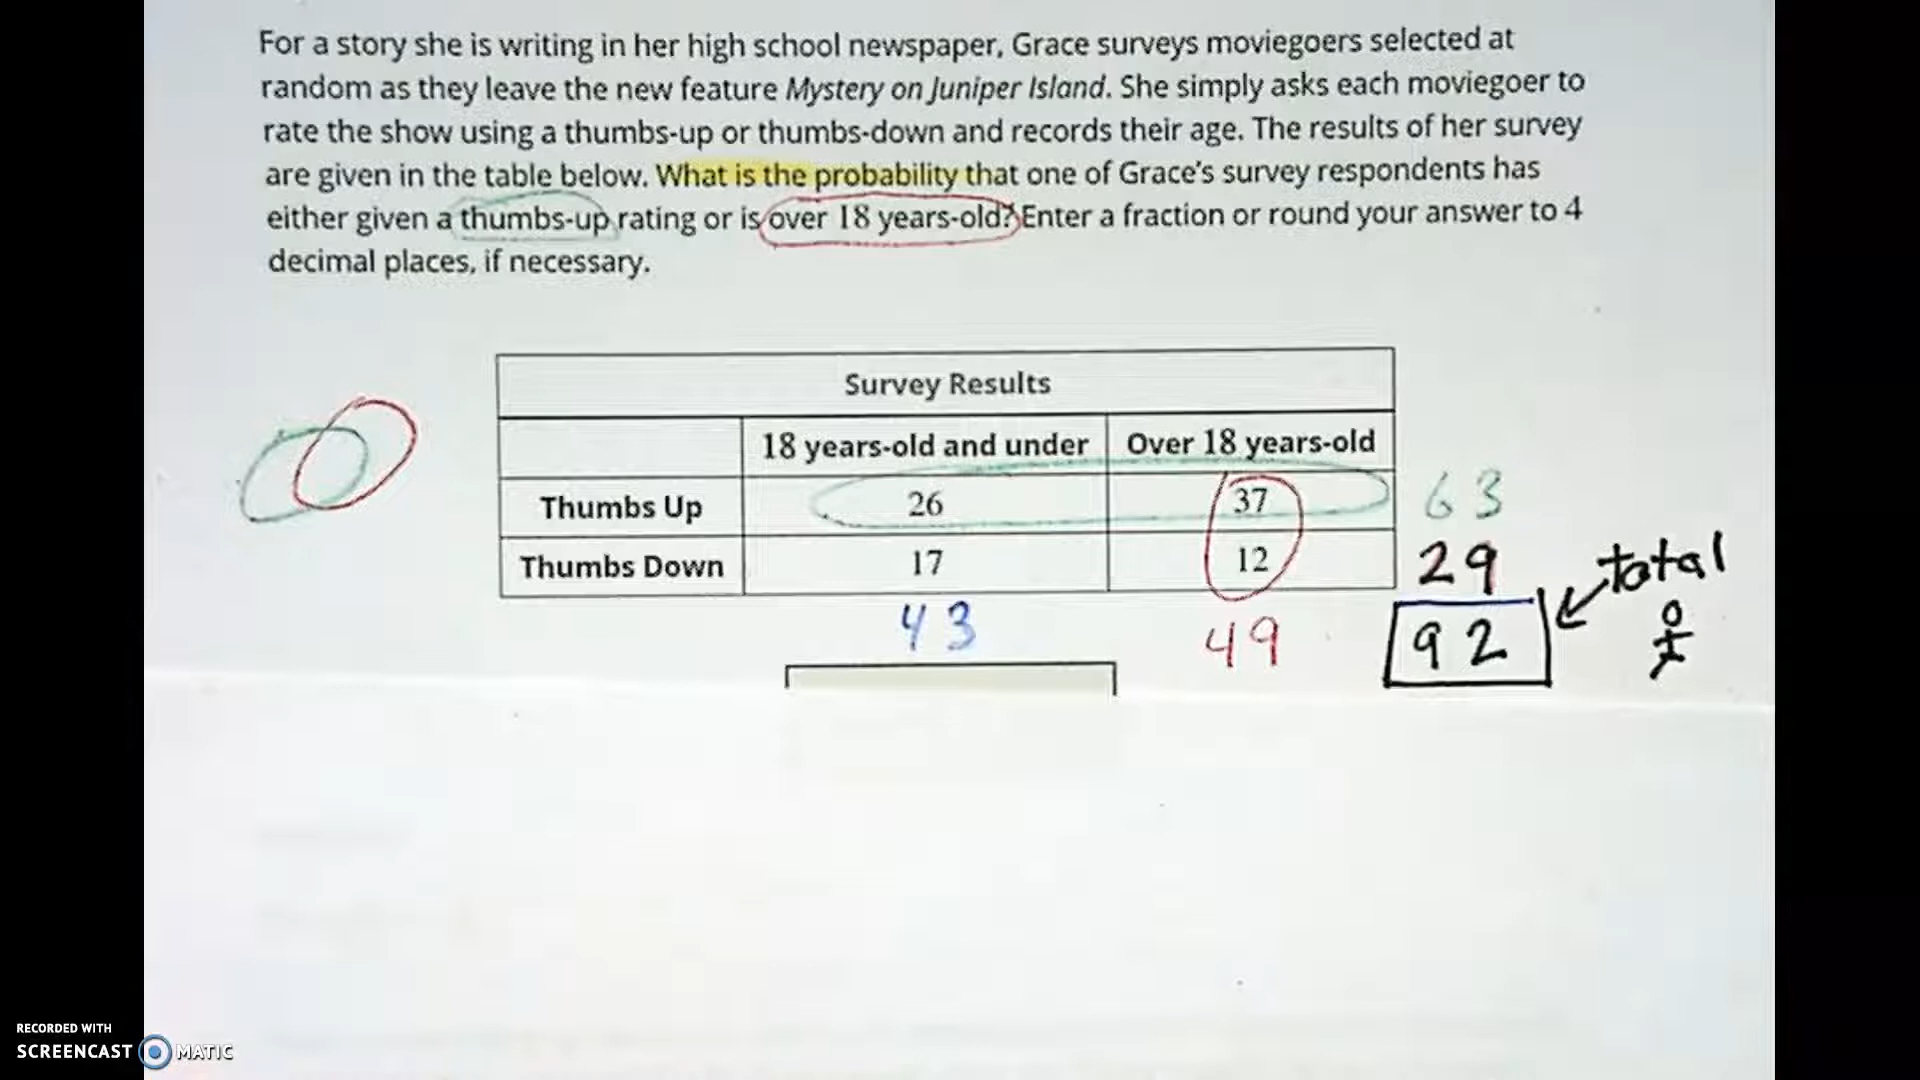 For a story she is writing in her high school newspaper, Grace surveys moviegoers selected at
random as they leave the new feature Mystery on Juniper Island. She simply asks each moviegoer to
rate the show using a thumbs-up or thumbs-down and records their age. The results of her survey
are given in the table below. What is the probability that one of Grace's survey respondents has
either given a thumbs-up rating or is over 18 years-old? Enter a fraction or round your answer to 4
decimal places, if necessary.
Survey Results
18 years-old and under Over 18 years-old
Thumbs Up 26 37 63
Thumbs Down 17 12 29
total
43 49 92
RECORDED WITH
SCREENCAST MATIC